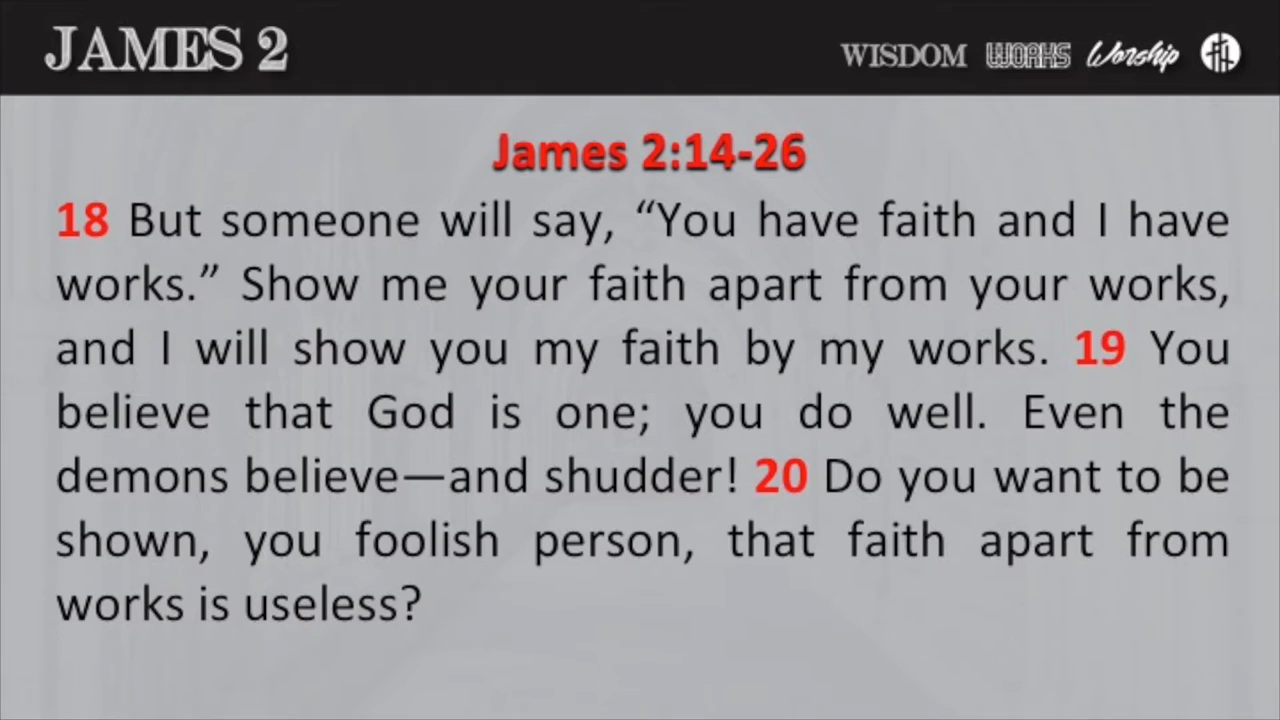 JAMES 2
WISDOM WORKS Worship
James 2:14-26
18 But someone will say, “You have faith and I have
works.” Show me your faith apart from your works,
and I will show you my faith by my works. 19 You
believe that God is one; you do well. Even the
demons believe—and shudder! 20 Do you want to be
shown, you foolish person, that faith apart from
works is useless?